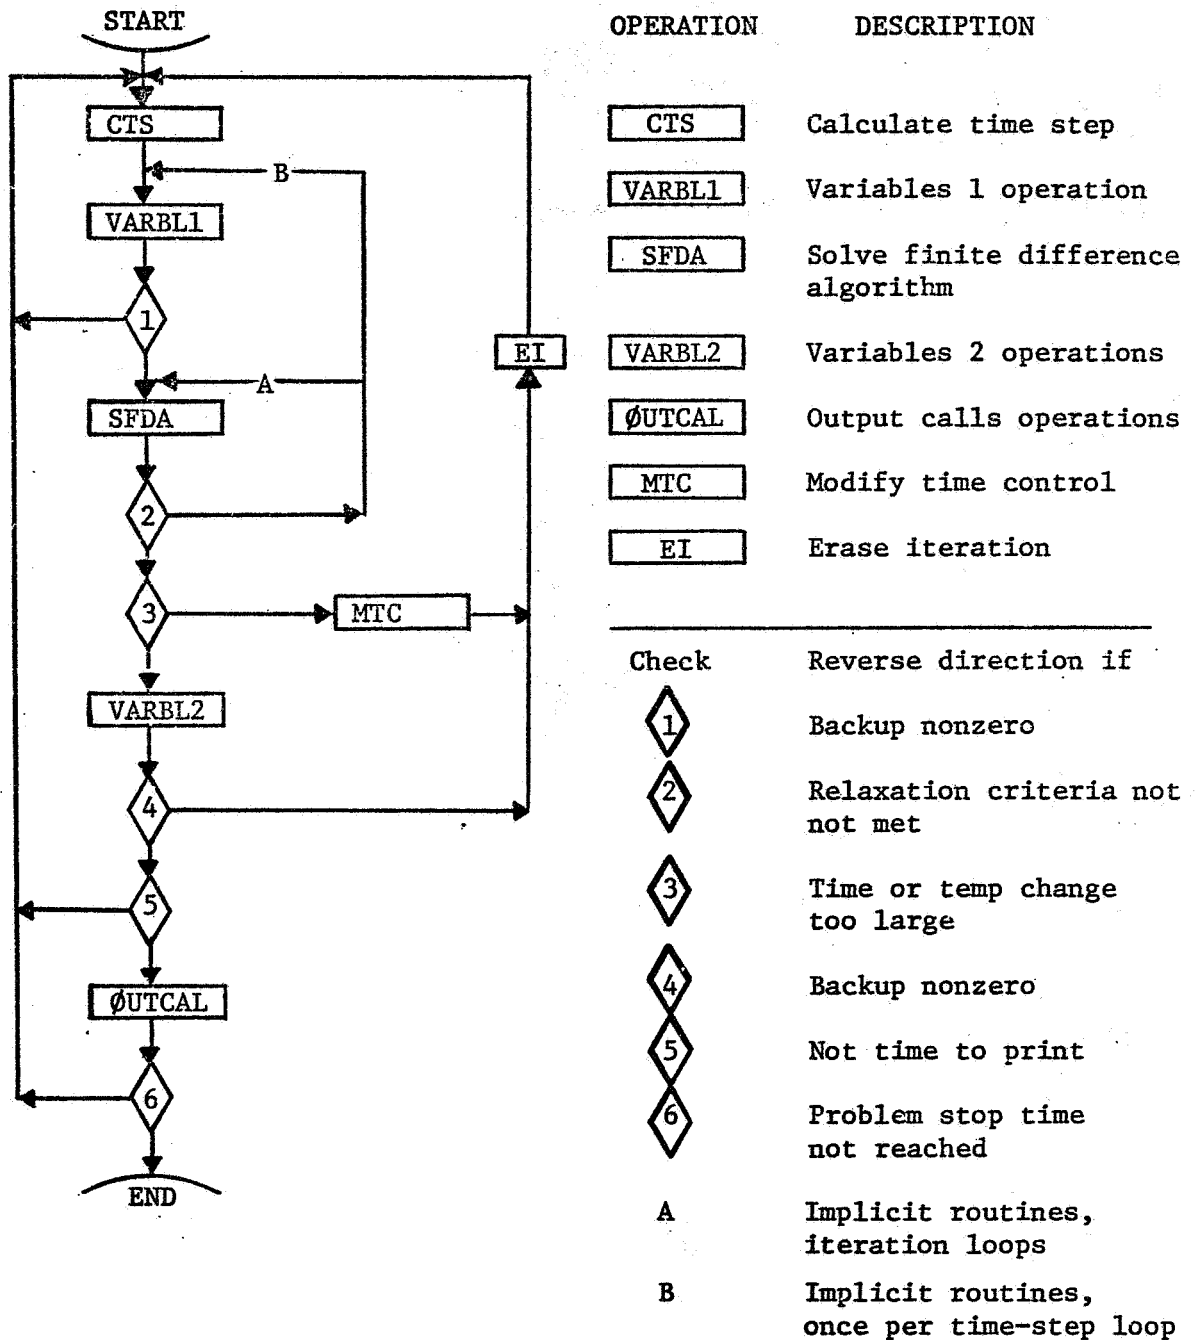 START
CTS
B
VARBL1
1
A
SFDA
2
3
MTC
EI
VARBL2
4
5
ØUTCAL
6
END
OPERATION DESCRIPTION
CTS Calculate time step
VARBL1 Variables 1 operation
SFDA Solve finite difference
algorithm
VARBL2 Variables 2 operations
ØUTCAL Output calls operations
MTC Modify time control
EI Erase iteration
Check Reverse direction if
1 Backup nonzero
2 Relaxation criteria not
not met
3 Time or temp change
too large
4 Backup nonzero
5 Not time to print
6 Problem stop time
not reached
A Implicit routines,
iteration loops
B Implicit routines,
once per time-step loop